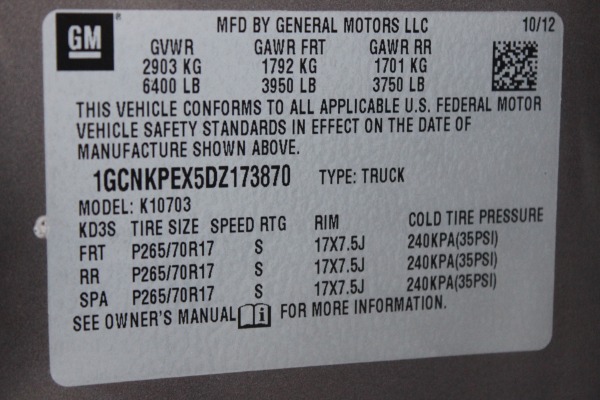 GM
MFD BY GENERAL MOTORS LLC 10/12
GVWR GAWR FRT GAWR RR
2903 KG 1792 KG 1701 KG
6400 LB 3950 LB 3750 LB
THIS VEHICLE CONFORMS TO ALL APPLICABLE U.S. FEDERAL MOTOR
VEHICLE SAFETY STANDARDS IN EFFECT ON THE DATE OF
MANUFACTURE SHOWN ABOVE.
1GCNKPEX5DZ173870 TYPE: TRUCK
MODEL: K10703
KD3S TIRE SIZE SPEED RTG RIM COLD TIRE PRESSURE
FRT P265/70R17 S 17X7.5J 240KPA(35PSI)
RR P265/70R17 S 17X7.5J 240KPA(35PSI)
SPA P265/70R17 S 17X7.5J 240KPA(35PSI)
SEE OWNER'S MANUAL i FOR MORE INFORMATION.